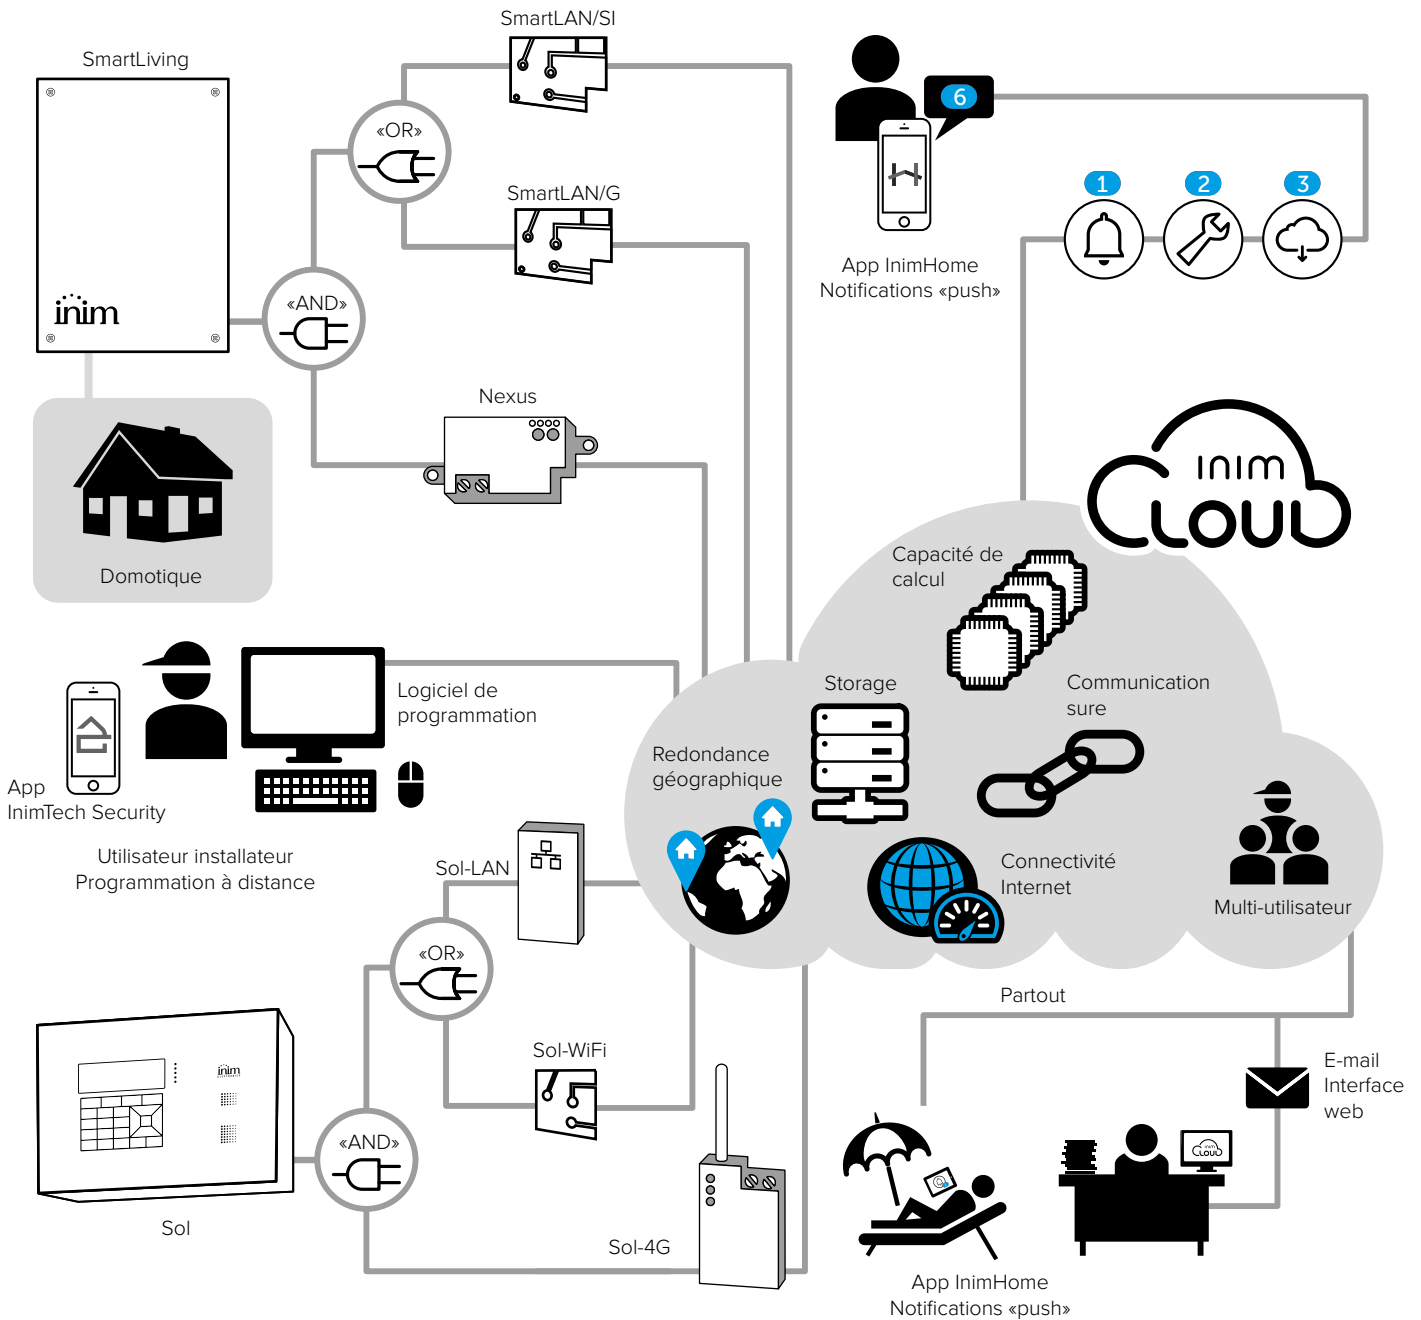 SmartLAN/SI
SmartLiving
«OR»
6
1
2
3
SmartLAN/G
App InimHome
Notifications «push»
inim
«AND»
Nexus
Domotique
inim
CLOUD
Capacité de
calcul
Storage
Communication
sure
Redondance
géographique
Connectivité
Internet
Multi-utilisateur
Logiciel de
programmation
App
InimTech Security
Utilisateur installateur
Programmation à distance
Sol-LAN
«OR»
Sol-WiFi
inim
«AND»
Sol
Sol-4G
Partout
E-mail
Interface
web
inim
CLOUD
App InimHome
Notifications «push»